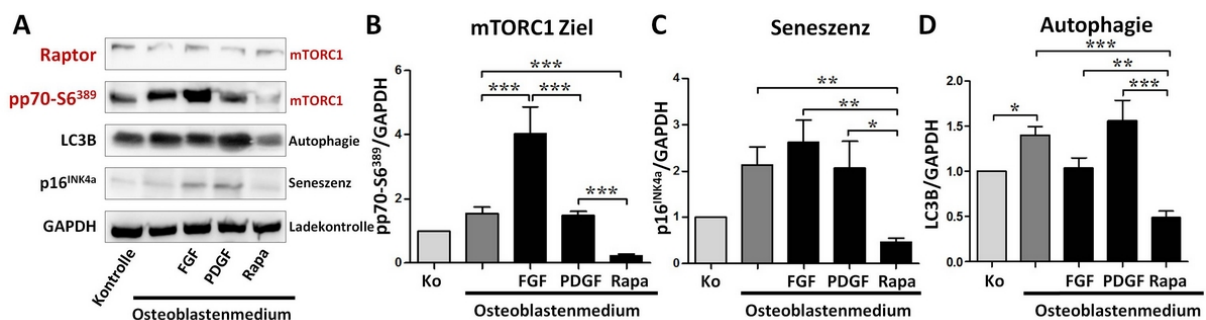 A
Raptor
mTORC1
pp70-S6³⁸⁹
mTORC1
LC3B
Autophagie
p16ᴵᴺᴷ⁴ᵃ
Seneszenz
GAPDH
Ladekontrolle
Kontrolle
FGF
PDGF
Rapa
Osteoblastenmedium
B
mTORC1 Ziel
pp70-S6³⁸⁹/GAPDH
6
4
2
0
***
***
***
***
Ko
FGF
PDGF
Rapa
Osteoblastenmedium
C
Seneszenz
p16ᴵᴺᴷ⁴ᵃ/GAPDH
4
3
2
1
0
**
**
*
Ko
FGF
PDGF
Rapa
Osteoblastenmedium
D
Autophagie
LC3B/GAPDH
2.0
1.5
1.0
0.5
0.0
***
**
***
*
Ko
FGF
PDGF
Rapa
Osteoblastenmedium